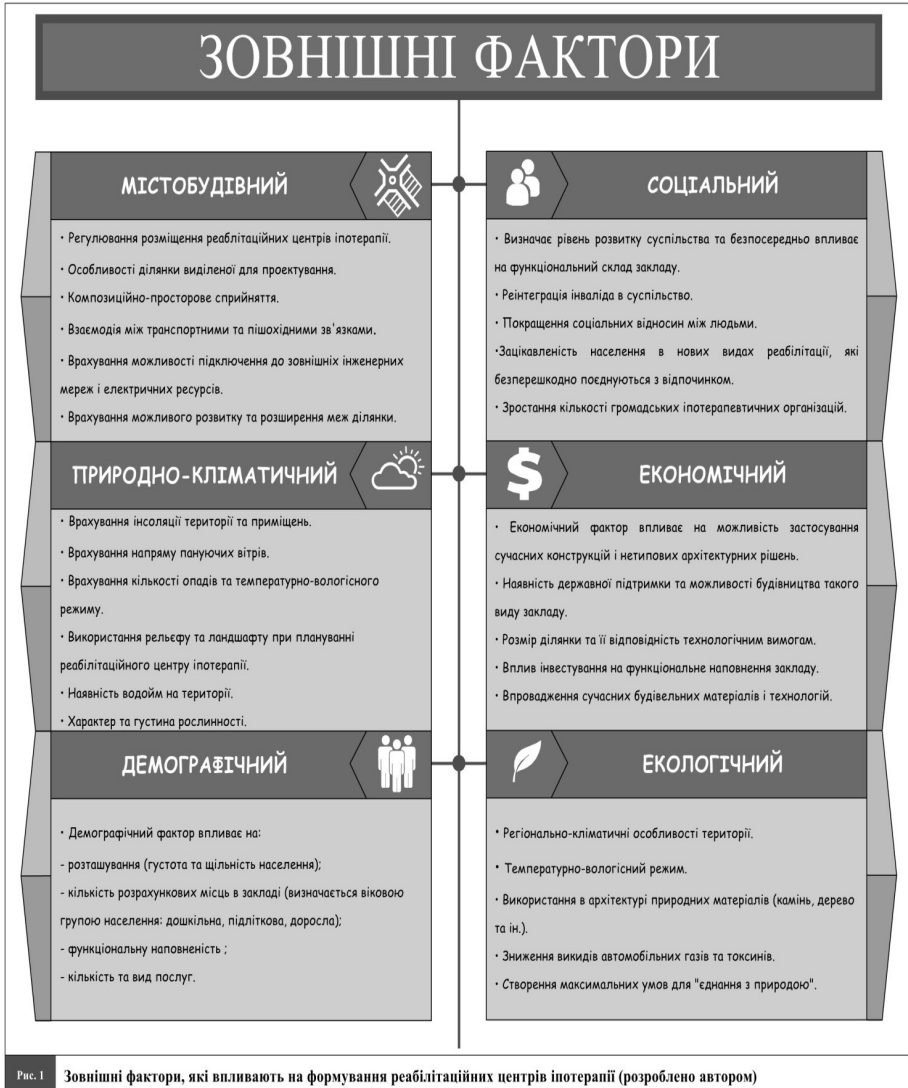 ЗОВНІШНІ ФАКТОРИ
МІСТОБУДІВНИЙ
• Регулювання розміщення реаблітаційних центрів іпотерапії.
• Особливості ділянки виділеної для проектування.
• Композиційно-просторове сприйняття.
• Взаємодія між транспортними та пішохідними зв'язками.
• Врахування можливості підключення до зовнішніх інженерних
мереж і електричних ресурсів.
• Врахування можливого розвитку та розширення меж ділянки.
СОЦІАЛЬНИЙ
• Визначає рівень розвитку суспільства та безпосередньо впливає
на функціональний склад закладу.
• Реінтеграція інваліда в суспільство.
• Покращення соціальних відносин між людьми.
•Зацікавленість населення в нових видах реабілітації, які
безперешкодно поєднуються з відпочинком.
• Зростання кількості громадських іпотерапевтичних організацій.
ПРИРОДНО-КЛІМАТИЧНИЙ
• Врахування інсоляції території та приміщень.
• Врахування напряму пануючих вітрів.
• Врахування кількості опадів та температурно-вологісного
режиму.
• Використання рельєфу та ландшафту при плануванні
реабілітаційного центру іпотерапії.
• Наявність водойм на території.
• Характер та густина рослинності.
ЕКОНОМІЧНИЙ
• Економічний фактор впливає на можливість застосування
сучасних конструкцій і нетипових архітектурних рішень.
• Наявність державної підтримки та можливості будівництва такого
виду закладу.
• Розмір ділянки та її відповідність технологічним вимогам.
• Вплив інвестування на функціональне наповнення закладу.
• Впровадження сучасних будівельних матеріалів і технологій.
ДЕМОГРАФІЧНИЙ
• Демографічний фактор впливає на:
- розташування (густота та щільність населення);
- кількість розрахункових місць в закладі (визначається віковою
групою населення: дошкільна, підліткова, доросла);
- функціональну наповненість ;
- кількість та вид послуг.
ЕКОЛОГІЧНИЙ
• Регіонально-кліматичні особливості території.
• Температурно-вологісний режим.
• Використання в архітектурі природних матеріалів (камінь, дерево
та ін.).
• Зниження викидів автомобільних газів та токсинів.
• Створення максимальних умов для "єднання з природою".
Рис. 1 Зовнішні фактори, які впливають на формування реабілітаційних центрів іпотерапії (розроблено автором)